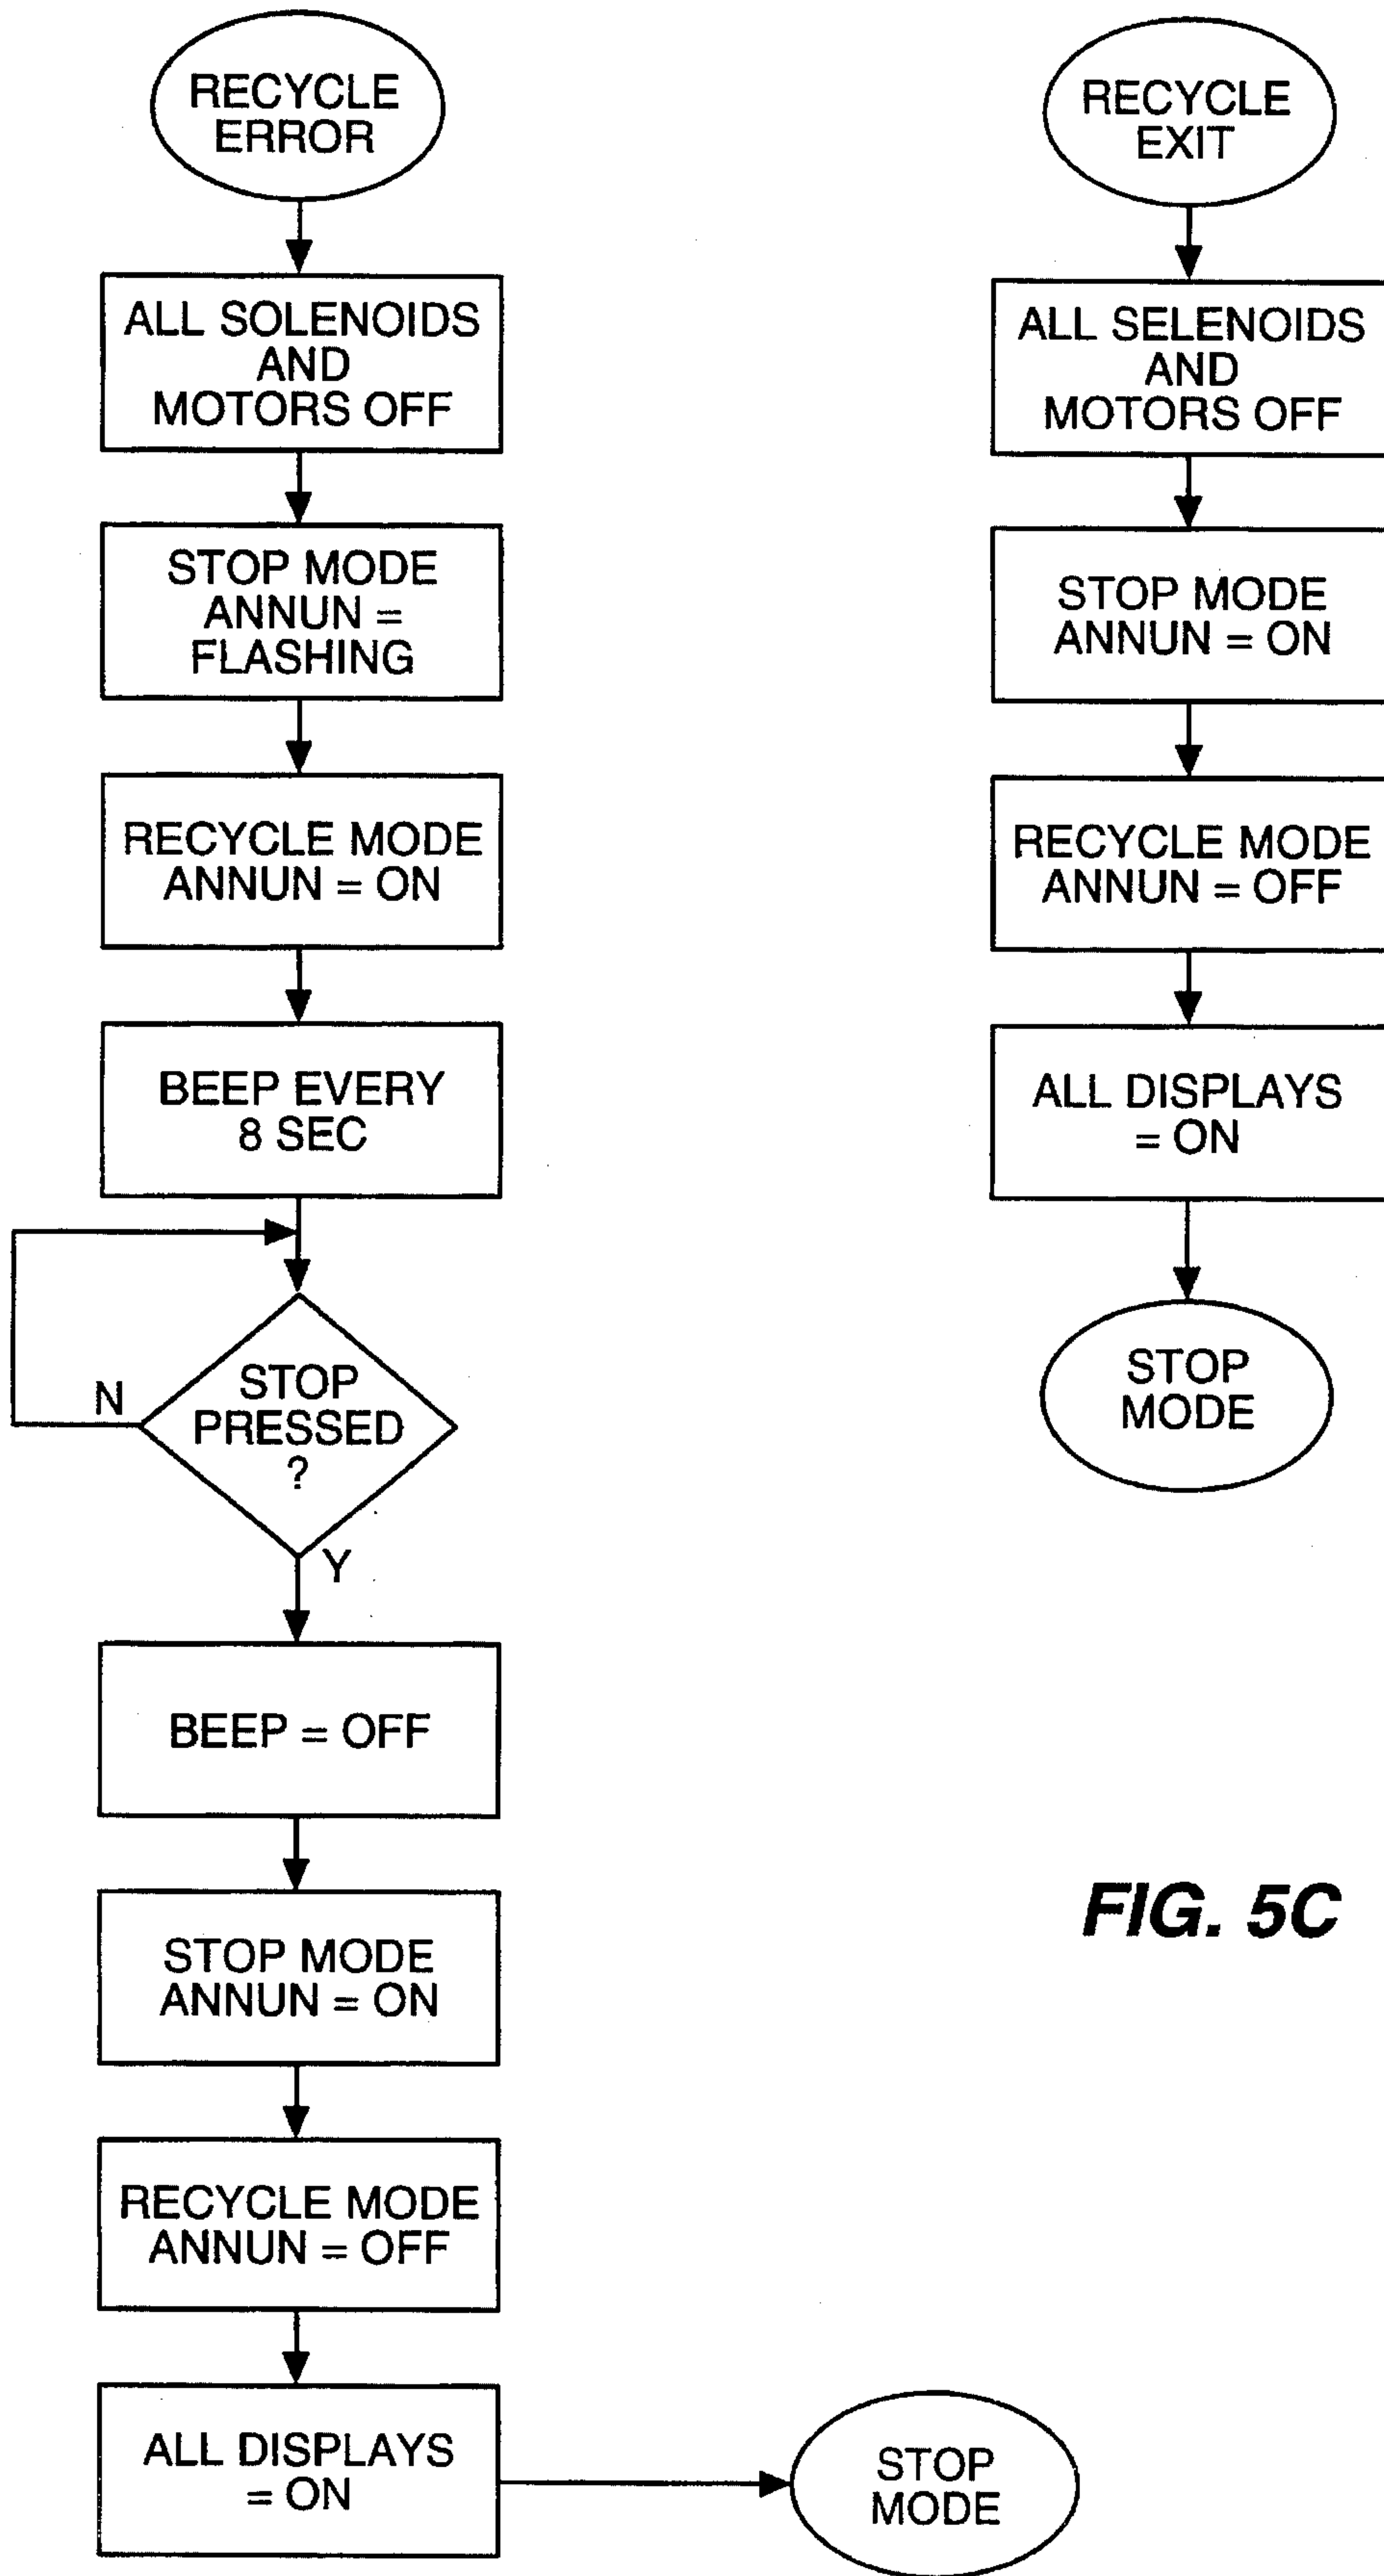 RECYCLE
ERROR
ALL SOLENOIDS
AND
MOTORS OFF
STOP MODE
ANNUN =
FLASHING
RECYCLE MODE
ANNUN = ON
BEEP EVERY
8 SEC
STOP
PRESSED
?
N
Y
BEEP = OFF
STOP MODE
ANNUN = ON
RECYCLE MODE
ANNUN = OFF
ALL DISPLAYS
= ON
STOP
MODE
RECYCLE
EXIT
ALL SELENOIDS
AND
MOTORS OFF
STOP MODE
ANNUN = ON
RECYCLE MODE
ANNUN = OFF
ALL DISPLAYS
= ON
STOP
MODE
FIG. 5C